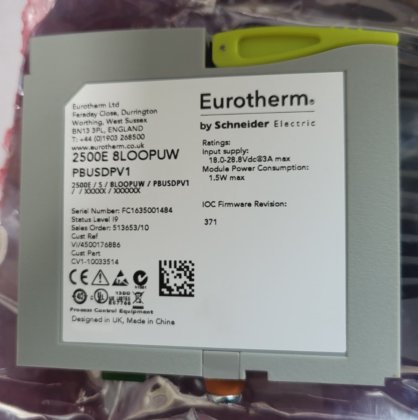 Eurotherm Ltd
Faraday Close, Durrington
Worthing, West Sussex
BN13 3PL, ENGLAND
T: +44 (0)1903 268500
www.eurotherm.co.uk
2500E 8LOOPUW
PBUSDPV1
2500E / S / 8LOOPUW / PBUSDPV1
/ / XXXXX / XXXXXX
Serial Number: FC1635001484
Status Level I9
Sales Order: 513653/10
Cust Ref
V/4500176886
Cust Part
CV1-10033514
Process Control Equipment
Designed in UK, Made in China
Eurotherm®
by Schneider Electric
Ratings:
Input supply:
18.0-28.8Vdc@3A max
Module Power Consumption:
1.5W max
IOC Firmware Revision:
371